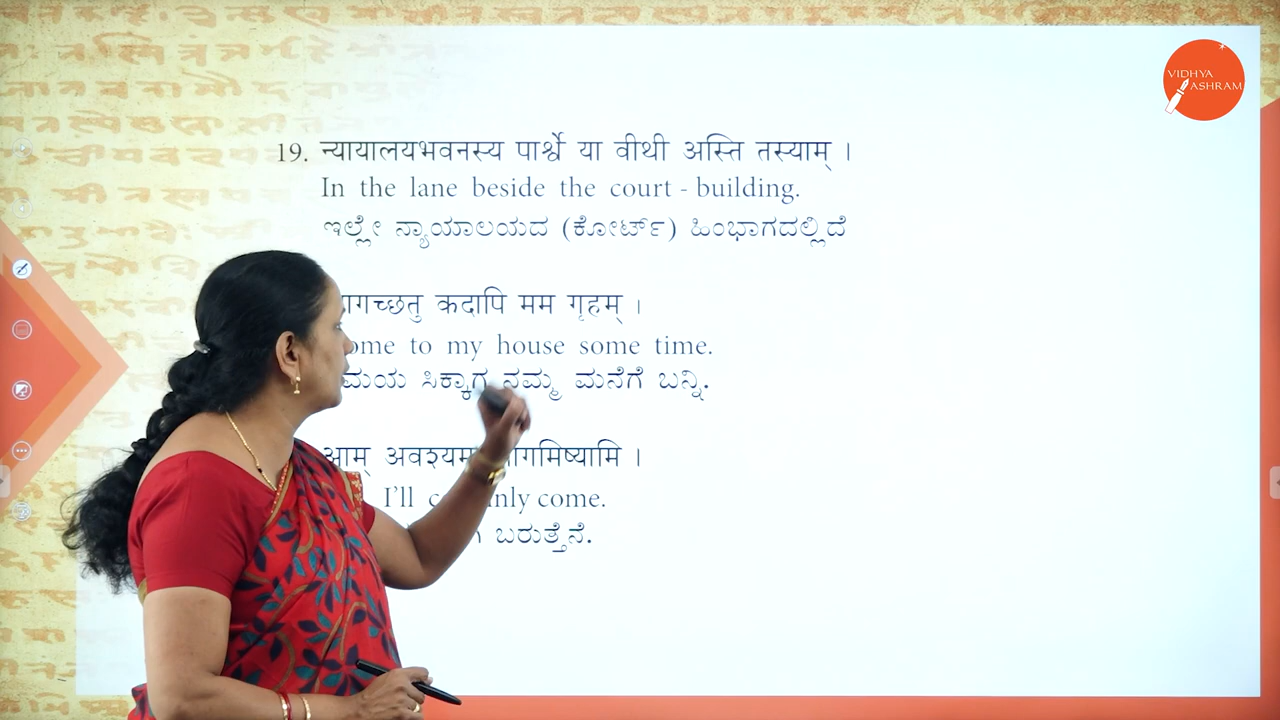 VIDHYA
ASHRAM
19. न्यायालयभवनस्य पार्श्वे या वीथी अस्ति तस्याम् ।
In the lane beside the court - building.
ಇಲ್ಲೇ ನ್ಯಾಯಾಲಯದ (ಕೋರ್ಟ್) ಹಿಂಭಾಗದಲ್ಲಿದೆ
कदापि मम गृहम् ।
to my house some time.
ಸಿಕ್ಕಾಗ ನಮ್ಮ ಮನೆಗೆ ಬನ್ನಿ.
आम्
I'll come.
ಬರುತ್ತೆನೆ.